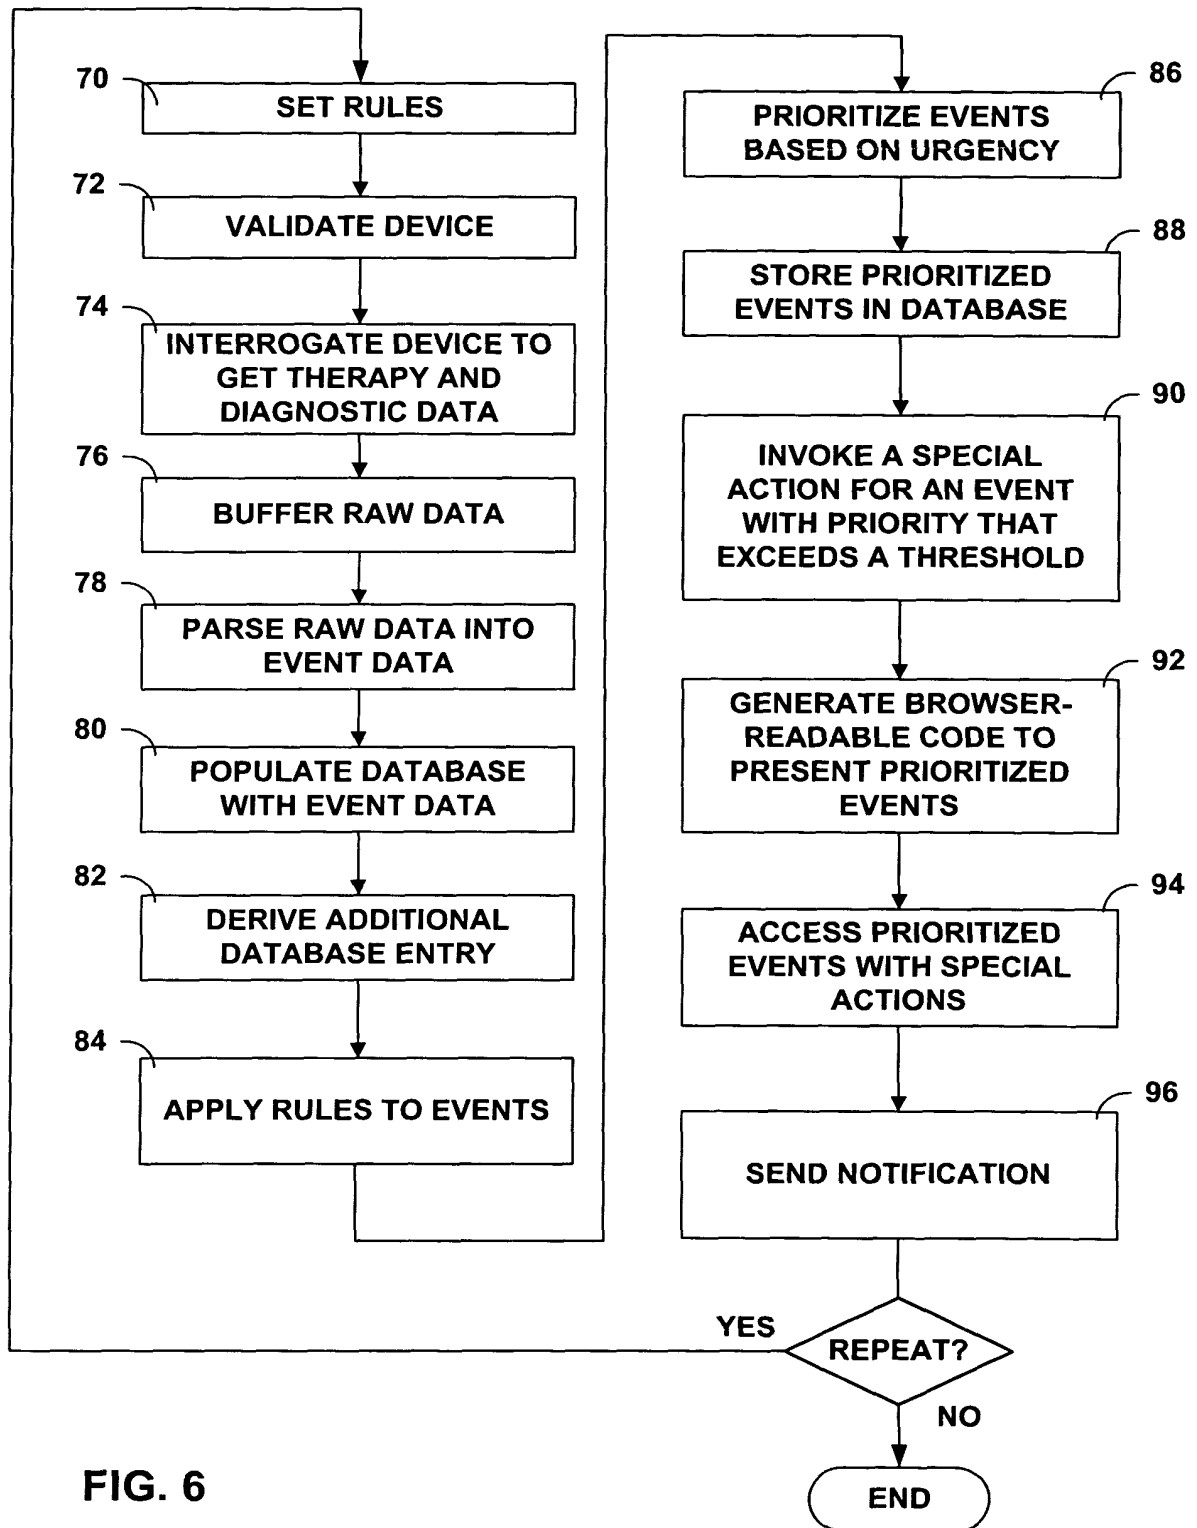 70
SET RULES
72
VALIDATE DEVICE
74
INTERROGATE DEVICE TO
GET THERAPY AND
DIAGNOSTIC DATA
76
BUFFER RAW DATA
78
PARSE RAW DATA INTO
EVENT DATA
80
POPULATE DATABASE
WITH EVENT DATA
82
DERIVE ADDITIONAL
DATABASE ENTRY
84
APPLY RULES TO EVENTS
86
PRIORITIZE EVENTS
BASED ON URGENCY
88
STORE PRIORITIZED
EVENTS IN DATABASE
90
INVOKE A SPECIAL
ACTION FOR AN EVENT
WITH PRIORITY THAT
EXCEEDS A THRESHOLD
92
GENERATE BROWSER-
READABLE CODE TO
PRESENT PRIORITIZED
EVENTS
94
ACCESS PRIORITIZED
EVENTS WITH SPECIAL
ACTIONS
96
SEND NOTIFICATION
YES
REPEAT?
NO
END
FIG. 6